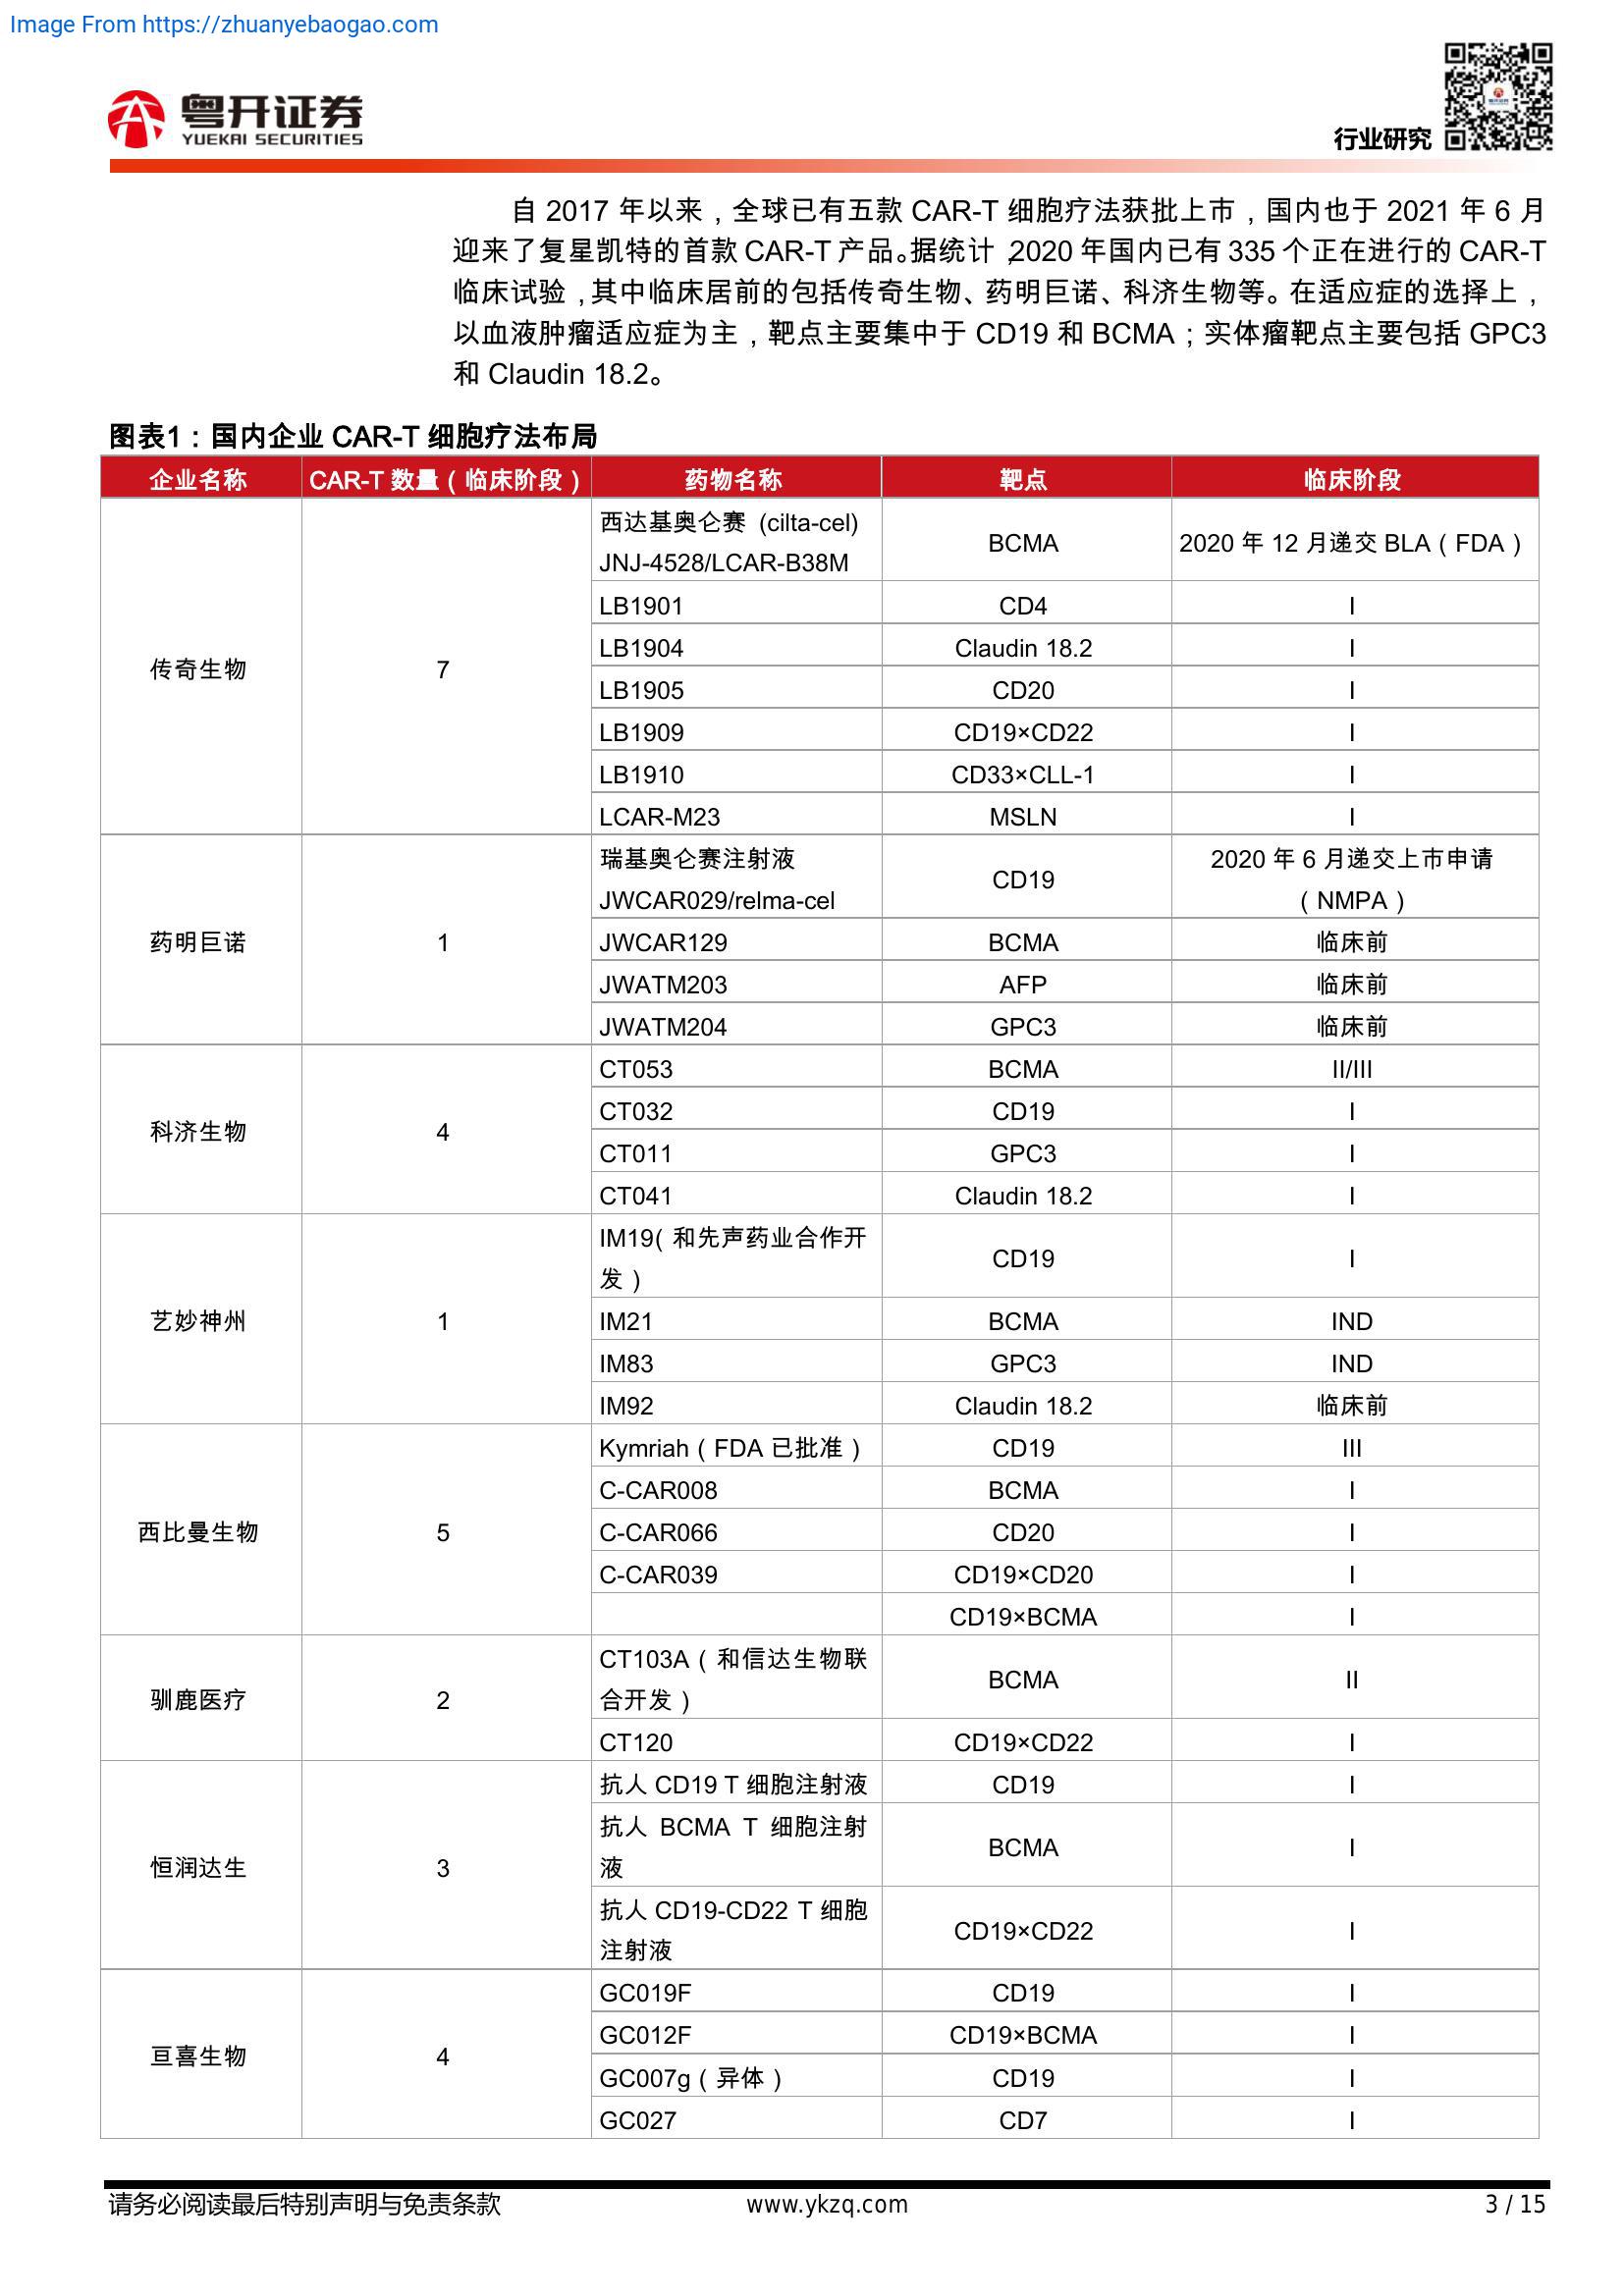 Image From https://zhuanyebaogao.com
粤开证券
YUEKAI SECURITIES
行业研究
自 2017 年以来，全球已有五款 CAR-T 细胞疗法获批上市，国内也于 2021 年 6 月
迎来了复星凯特的首款 CAR-T 产品。据统计，2020 年国内已有 335 个正在进行的 CAR-T
临床试验，其中临床居前的包括传奇生物、药明巨诺、科济生物等。在适应症的选择上，
以血液肿瘤适应症为主，靶点主要集中于 CD19 和 BCMA；实体瘤靶点主要包括 GPC3
和 Claudin 18.2。
图表1：国内企业 CAR-T 细胞疗法布局
企业名称 CAR-T 数量（临床阶段） 药物名称 靶点 临床阶段
传奇生物 7 西达基奥仑赛 (cilta-cel)
JNJ-4528/LCAR-B38M BCMA 2020 年 12 月递交 BLA（FDA）
LB1901 CD4 I
LB1904 Claudin 18.2 I
LB1905 CD20 I
LB1909 CD19×CD22 I
LB1910 CD33×CLL-1 I
LCAR-M23 MSLN I
药明巨诺 1 瑞基奥仑赛注射液
JWCAR029/relma-cel CD19 2020 年 6 月递交上市申请
（NMPA）
JWCAR129 BCMA 临床前
JWATM203 AFP 临床前
JWATM204 GPC3 临床前
科济生物 4 CT053 BCMA II/III
CT032 CD19 I
CT011 GPC3 I
CT041 Claudin 18.2 I
艺妙神州 1 IM19（和先声药业合作开
发） CD19 I
IM21 BCMA IND
IM83 GPC3 IND
IM92 Claudin 18.2 临床前
西比曼生物 5 Kymriah（FDA 已批准） CD19 III
C-CAR008 BCMA I
C-CAR066 CD20 I
C-CAR039 CD19×CD20 I
CD19×BCMA I
驯鹿医疗 2 CT103A（和信达生物联
合开发） BCMA II
CT120 CD19×CD22 I
恒润达生 3 抗人 CD19 T 细胞注射液 CD19 I
抗人 BCMA T 细胞注射
液 BCMA I
抗人 CD19-CD22 T 细胞
注射液 CD19×CD22 I
亘喜生物 4 GC019F CD19 I
GC012F CD19×BCMA I
GC007g（异体） CD19 I
GC027 CD7 I
请务必阅读最后特别声明与免责条款 www.ykzq.com 3 / 15